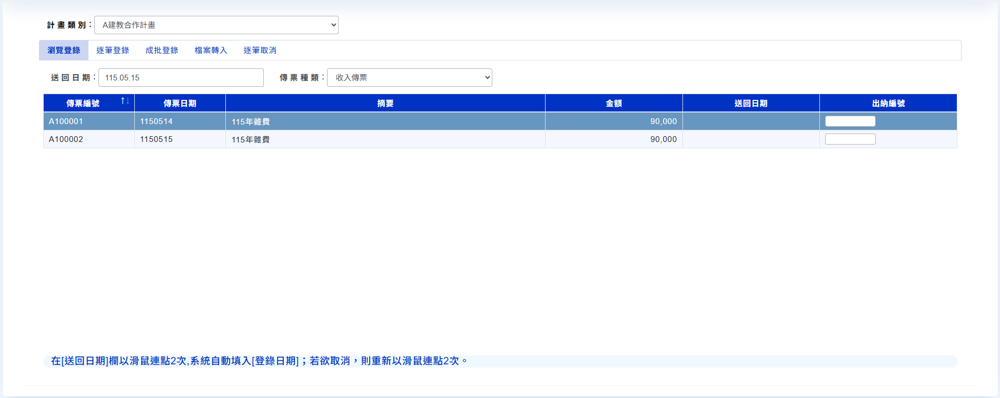 計畫類別： A建教合作計畫
瀏覽登錄 逐筆登錄 成批登錄 檔案轉入 逐筆取消
送回日期： 115.05.15 傳票種類： 收入傳票
傳票編號 ↑↓ 傳票日期 摘要 金額 送回日期 出納編號
A100001 1150514 115年雜費 90,000
A100002 1150515 115年雜費 90,000
在[送回日期]欄以滑鼠連點2次,系統自動填入[登錄日期]；若欲取消，則重新以滑鼠連點2次。